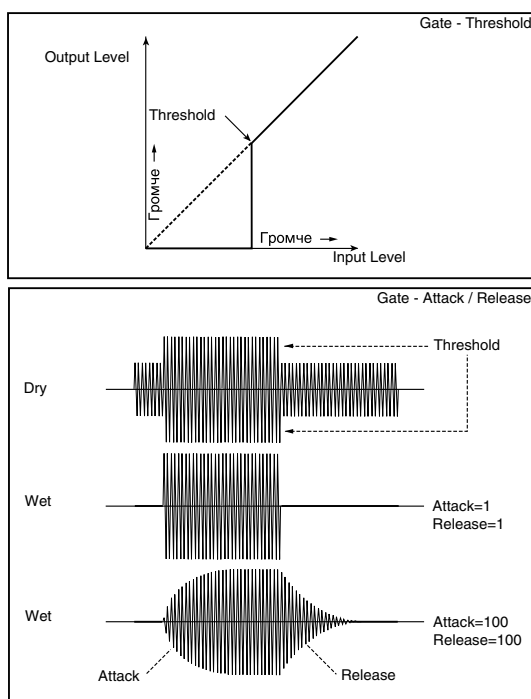 Gate - Threshold
Output Level
Threshold
Громче
Громче
Input Level
Gate - Attack / Release
Threshold
Dry
Wet
Attack=1
Release=1
Wet
Attack=100
Release=100
Attack
Release